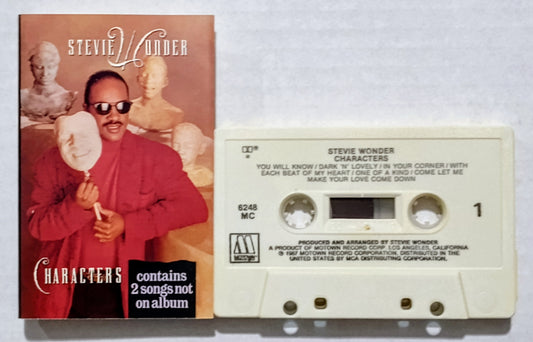 STEVIE WONDER
CHARACTERS
contains
2 songs not
on album
STEVIE WONDER
CHARACTERS
YOU WILL KNOW / DARK 'N' LOVELY / IN YOUR CORNER / WITH
EACH BEAT OF MY HEART / ONE OF A KIND / COME LET ME
MAKE YOUR LOVE COME DOWN
6248
MC
1
M
PRODUCED AND ARRANGED BY STEVIE WONDER
A PRODUCT OF MOTOWN RECORD CORP. LOS ANGELES, CALIFORNIA
℗ 1987 MOTOWN RECORD CORPORATION, DISTRIBUTED IN THE
UNITED STATES BY MCA DISTRIBUTING CORPORATION.